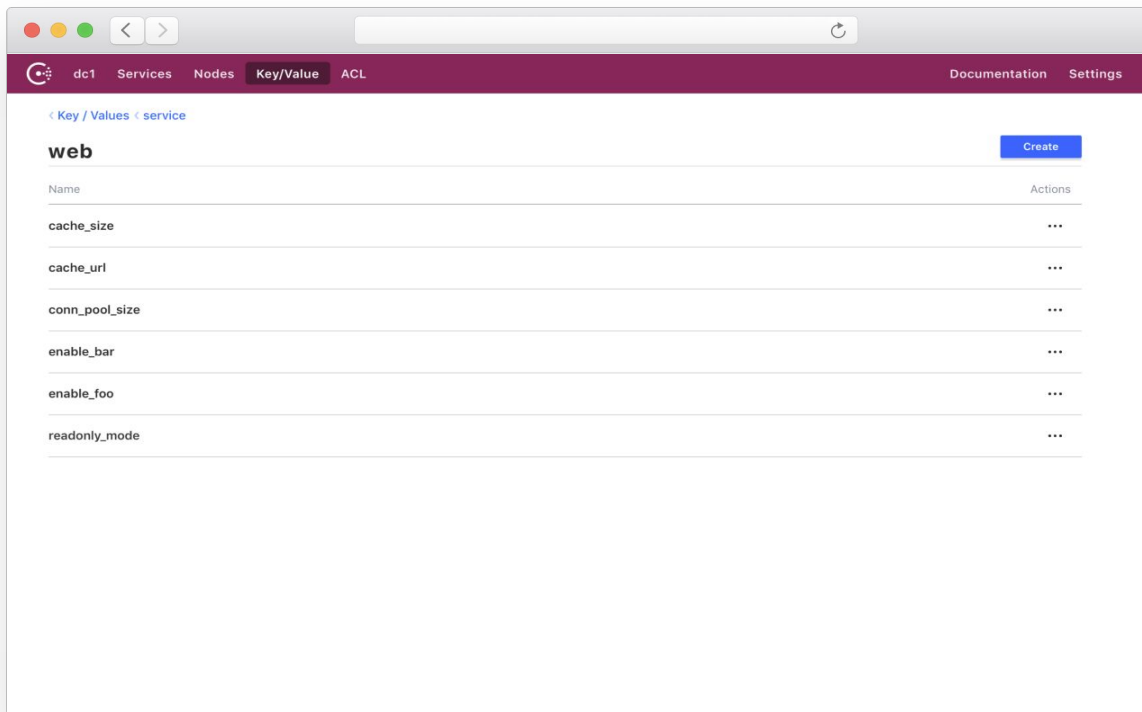 dc1 Services Nodes Key/Value ACL Documentation Settings
< Key / Values < service
web Create
Name Actions
cache_size
cache_url
conn_pool_size
enable_bar
enable_foo
readonly_mode